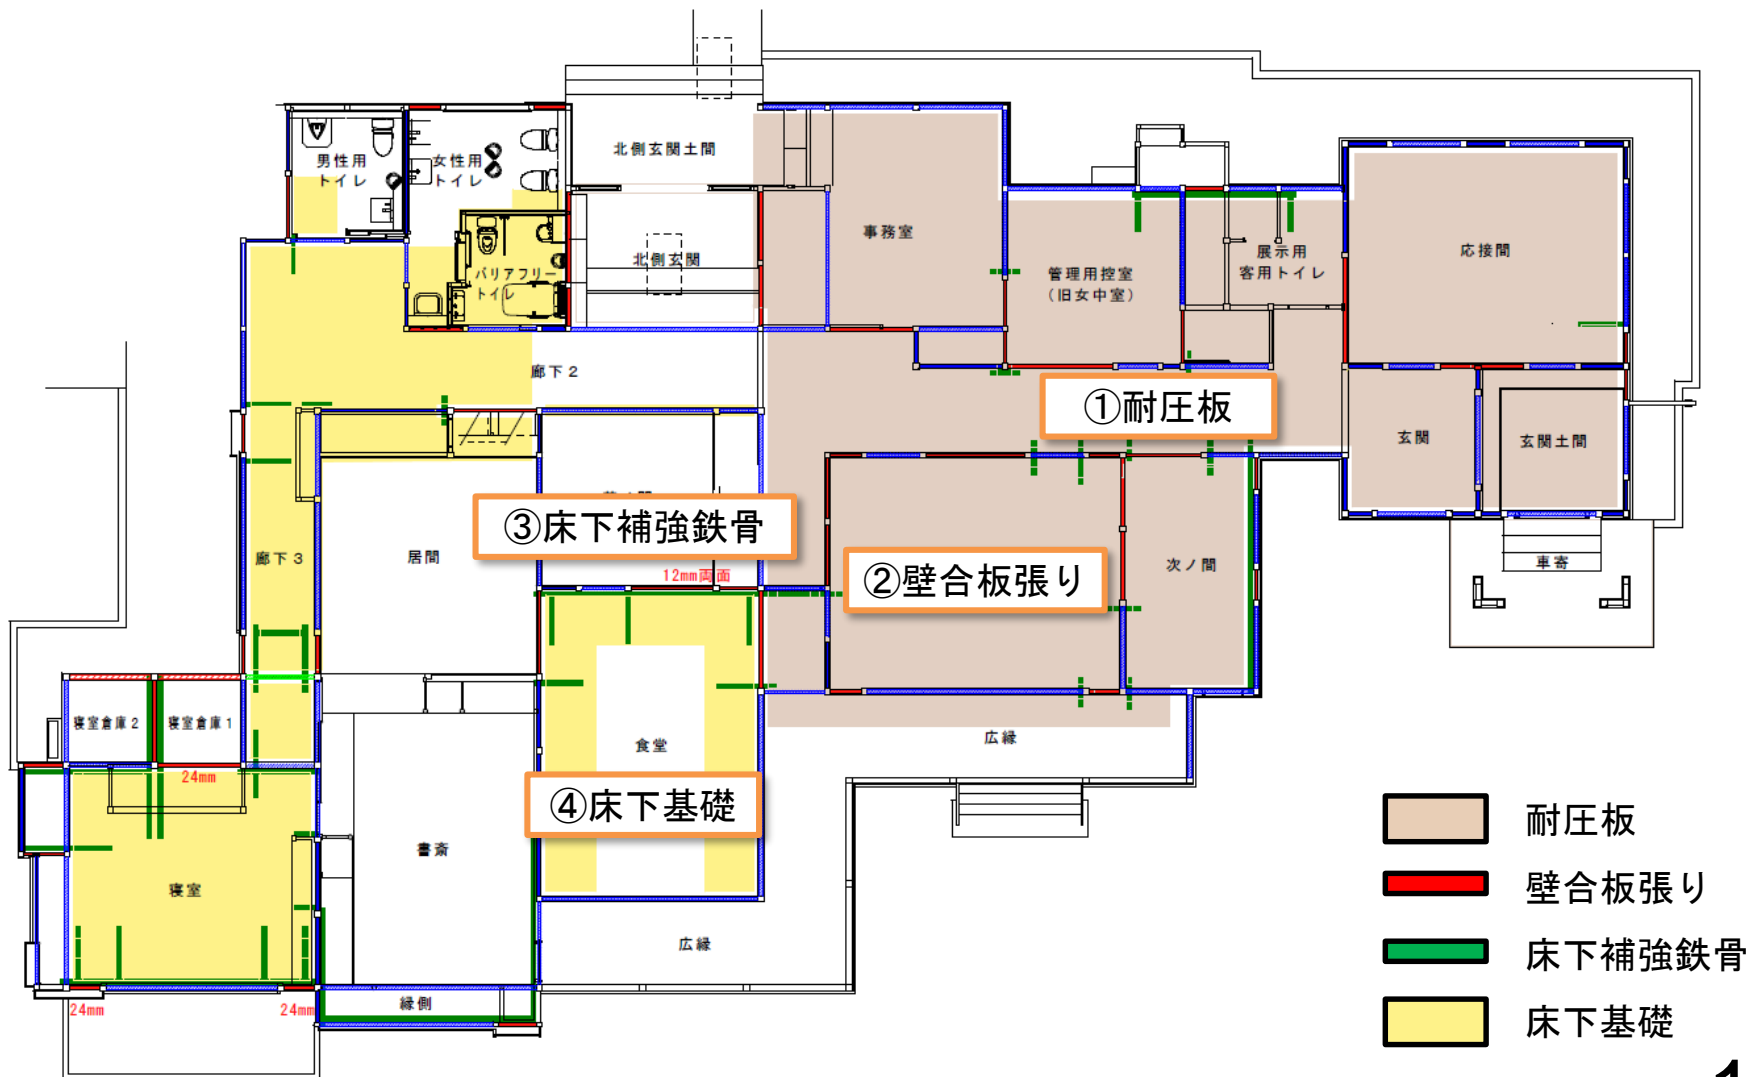 北側玄関土間
男性用
トイレ
女性用
トイレ
事務室
応接間
北側玄関
展示用
客用トイレ
管理用控室
(旧女中室)
バリアフリー
トイレ
廊下2
①耐圧板
玄関
玄関土間
③床下補強鉄骨
居間
廊下3
12mm両面
②壁合板張り
次ノ間
車寄
寝室倉庫2
寝室倉庫1
24mm
食堂
広縁
④床下基礎
書斎
寝室
広縁
縁側
24mm
24mm
耐圧板
壁合板張り
床下補強鉄骨
床下基礎